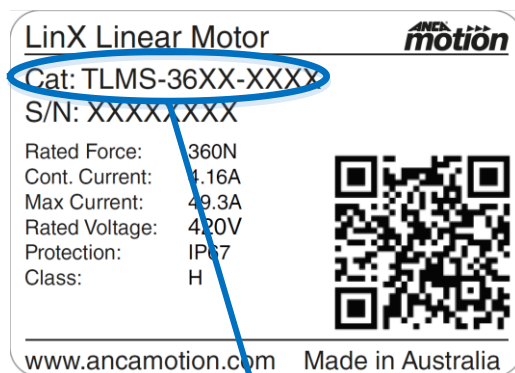 LinX Linear Motor
ANCA motion
Cat: TLMS-36XX-XXXX
S/N: XXXXXXXX
Rated Force: 360N
Cont. Current: 4.16A
Max Current: 49.3A
Rated Voltage: 420V
Protection: IP67
Class: H
www.ancamotion.com Made in Australia